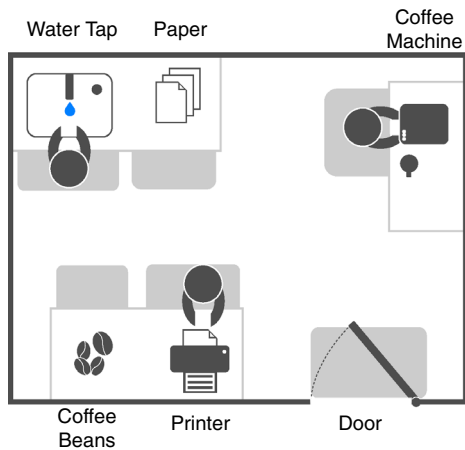 Water Tap
Paper
Coffee
Machine
Coffee
Beans
Printer
Door